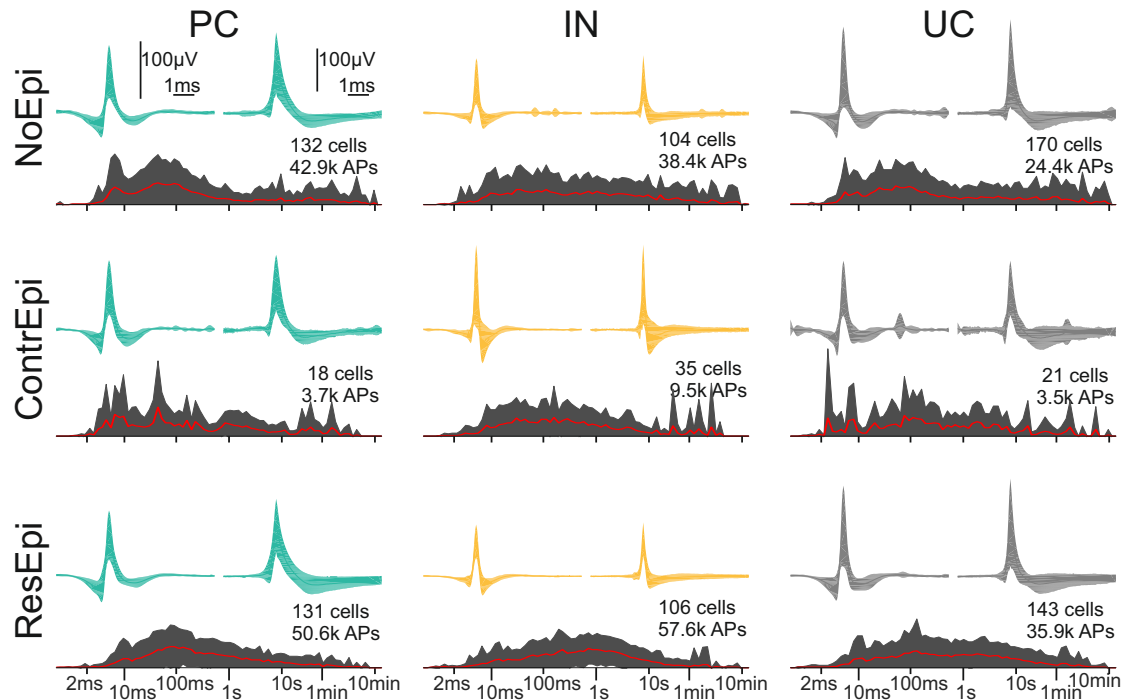 PC
IN
UC
NoEpi
100µV
1ms
100µV
1ms
132 cells
42.9k APs
104 cells
38.4k APs
170 cells
24.4k APs
ContrEpi
18 cells
3.7k APs
35 cells
9.5k APs
21 cells
3.5k APs
ResEpi
131 cells
50.6k APs
106 cells
57.6k APs
143 cells
35.9k APs
2ms 10ms 100ms 1s 10s 1min 10min
2ms 10ms 100ms 1s 10s 1min 10min
2ms 10ms 100ms 1s 10s 1min 10min